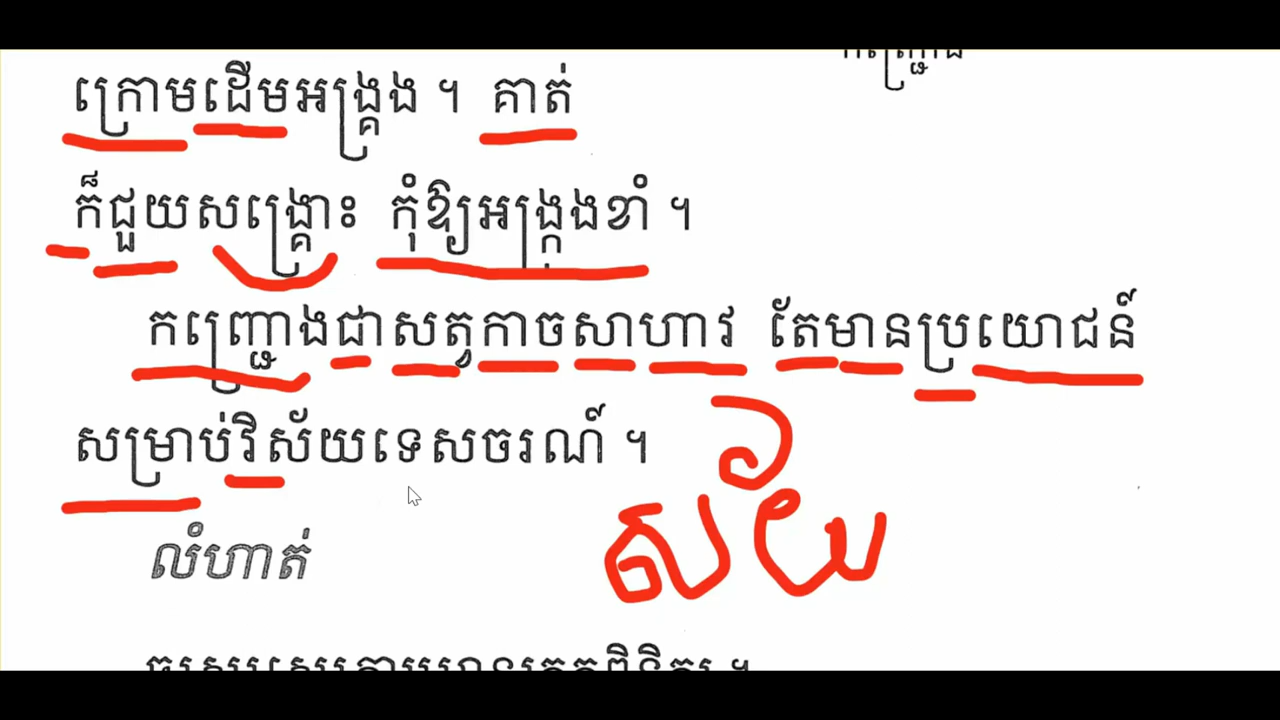 ក្រោមដើមអង្គ្រង ។ គាត់
ក៏ជួយសង្គ្រោះ កុំឱ្យអង្ក្រងខាំ ។
កញ្ជ្រោងជាសត្វកាចសាហាវ តែមានប្រយោជន៍
សម្រាប់វិស័យទេសចរណ៍ ។
ស័យ
លំហាត់